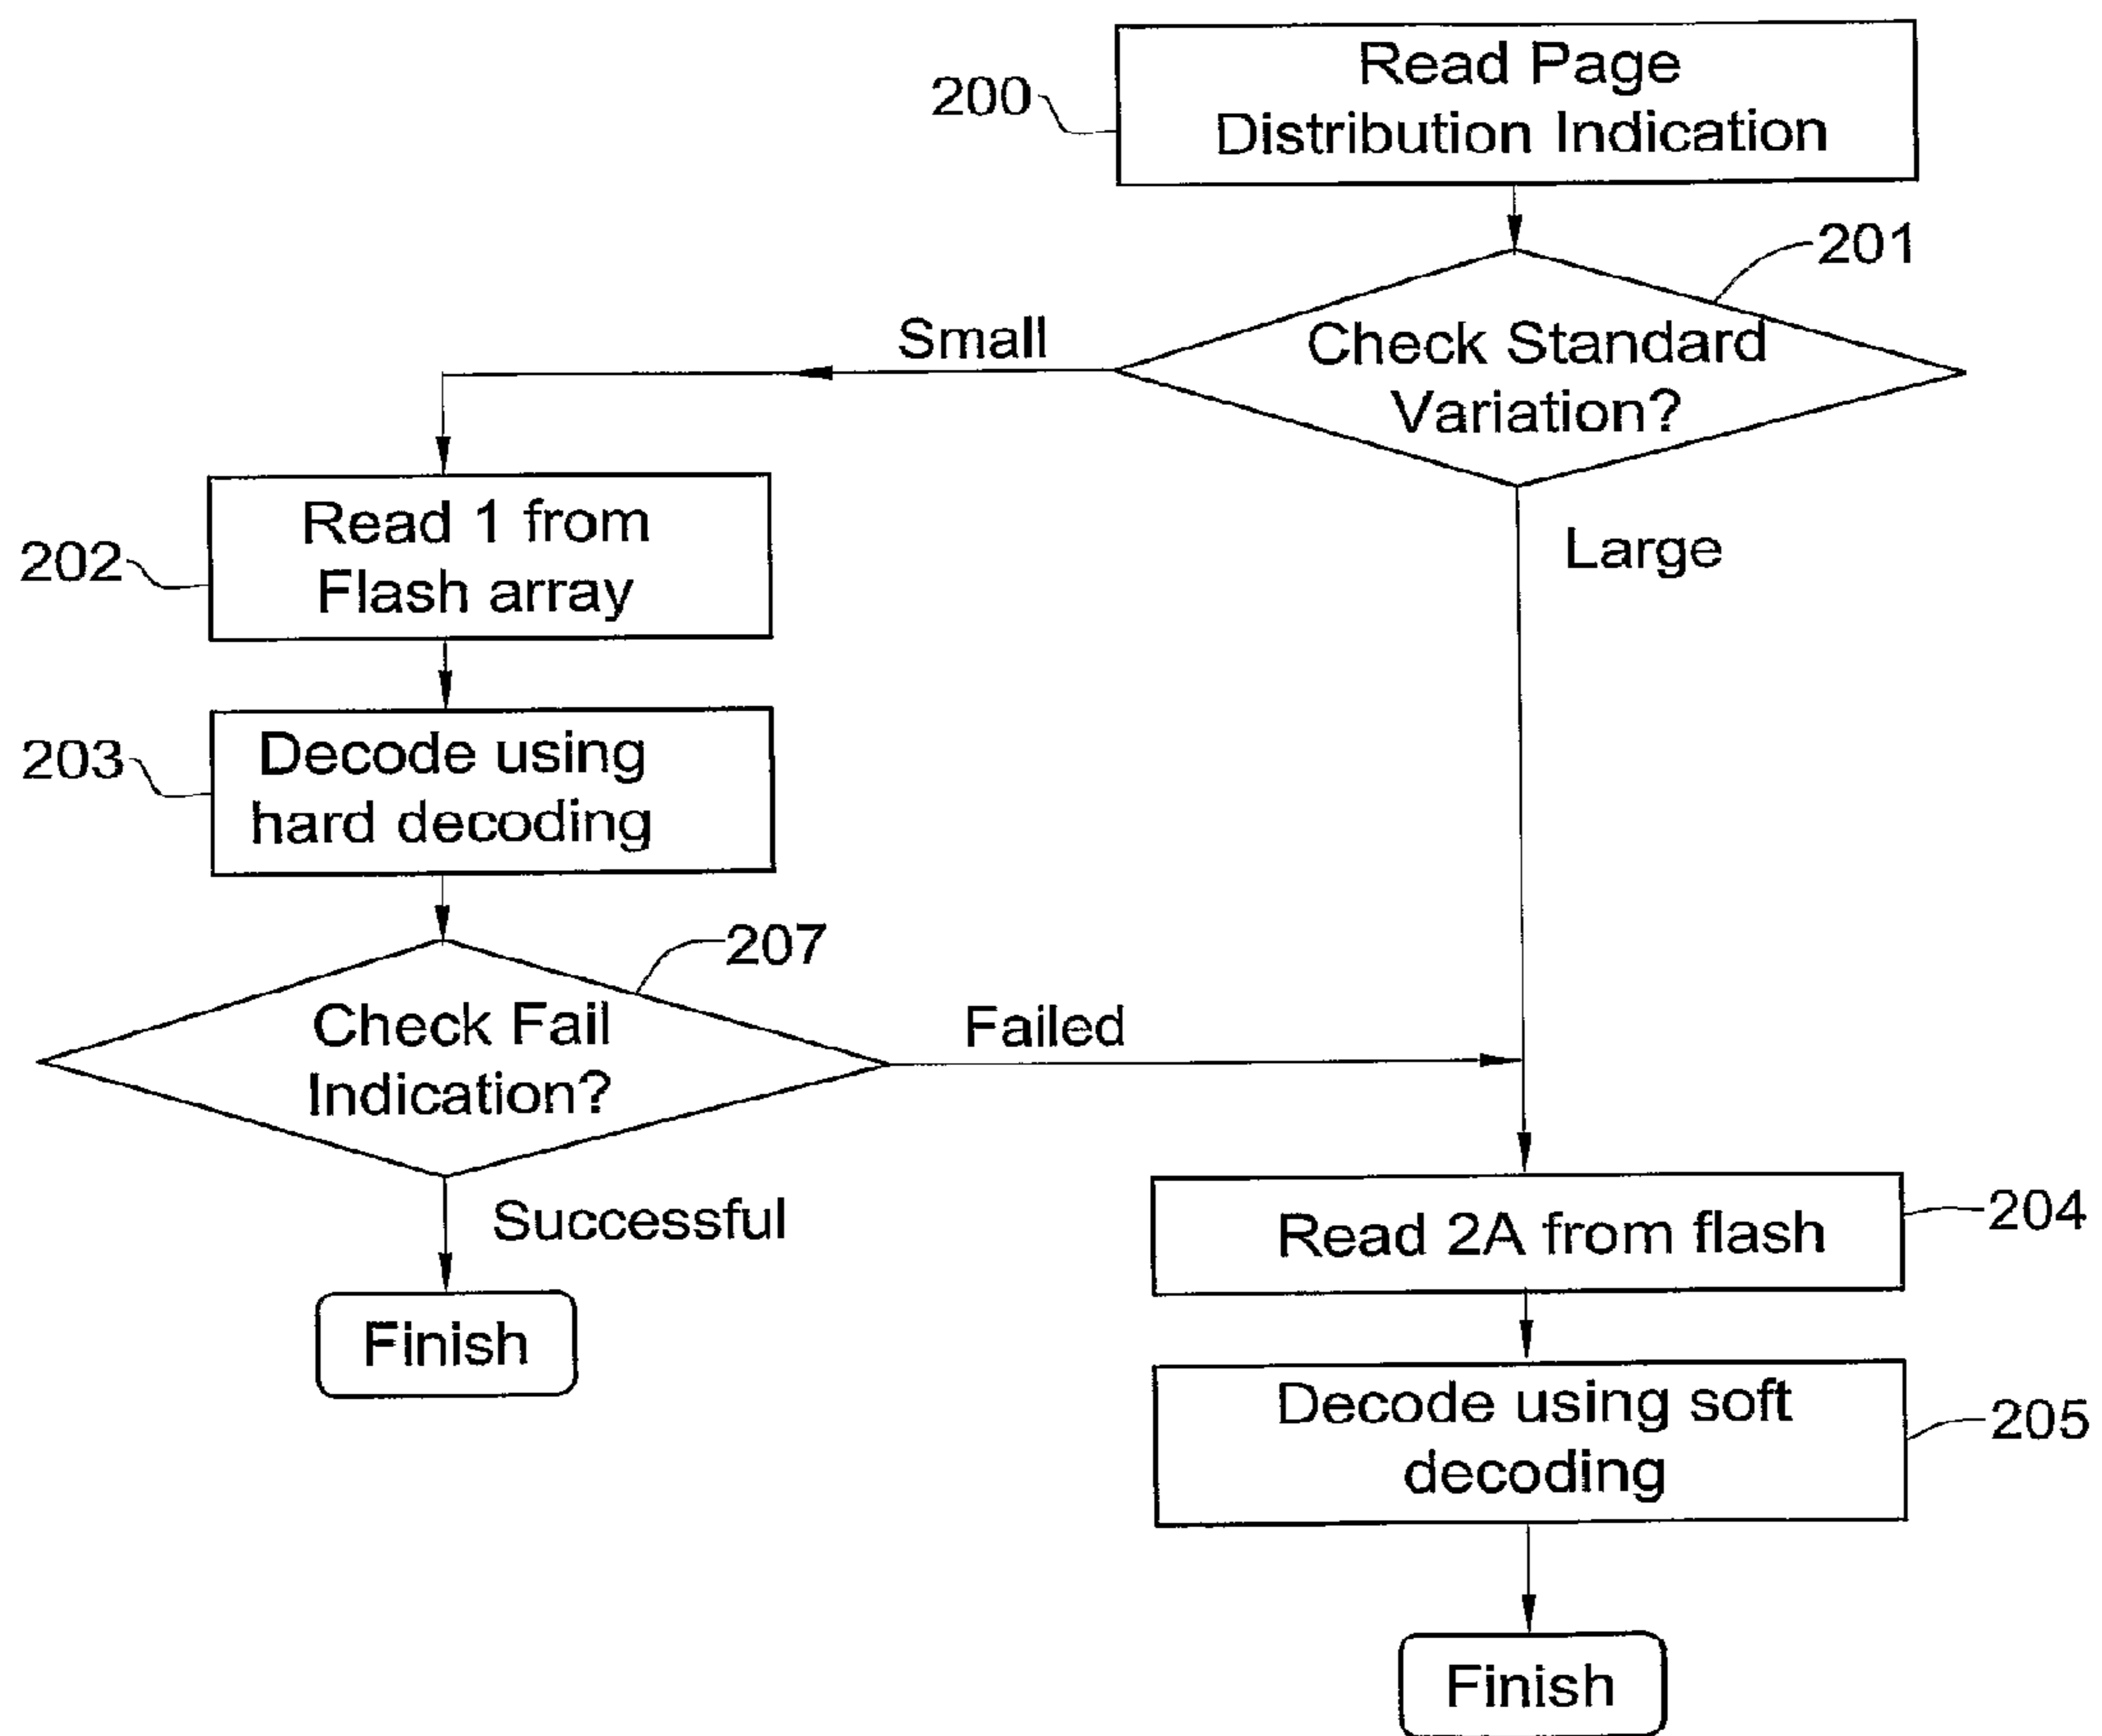 Read Page
Distribution Indication
200
201
Check Standard
Variation?
Small
Large
Read 1 from
Flash array
202
Decode using
hard decoding
203
207
Check Fail
Indication?
Failed
Successful
Finish
Read 2A from flash
204
Decode using soft
decoding
205
Finish